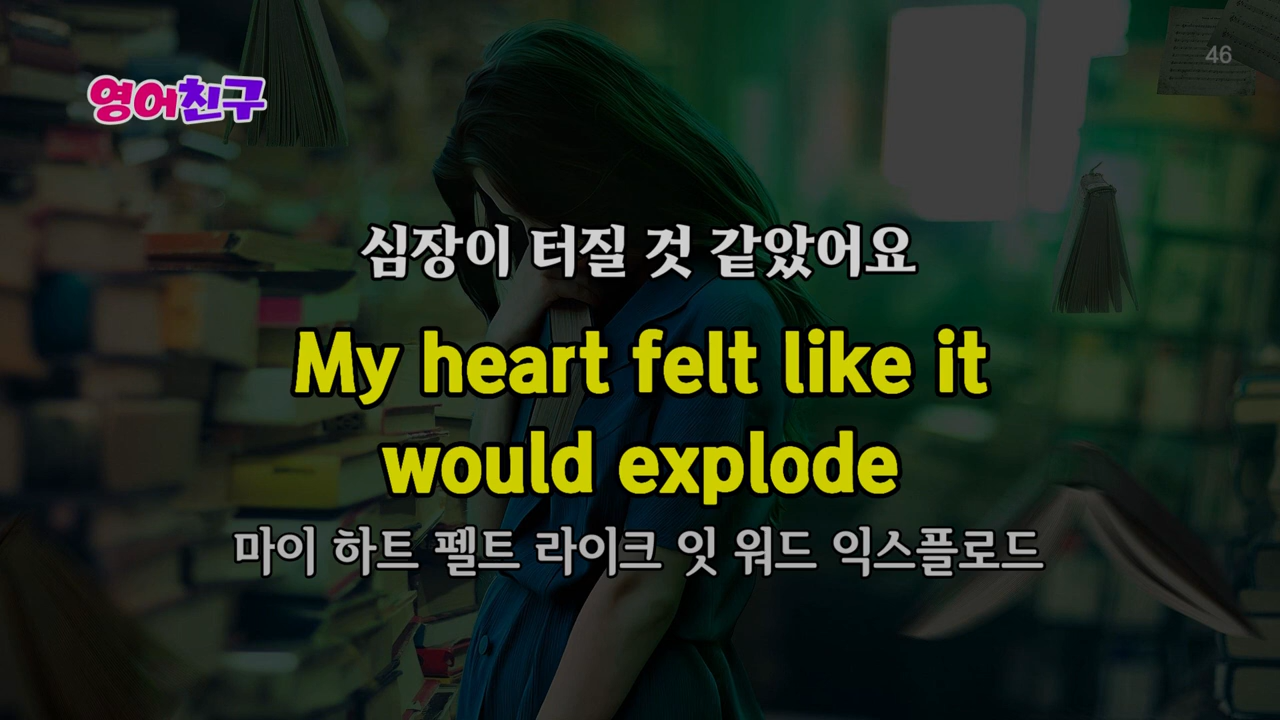 46
영어친구
심장이 터질 것 같았어요
My heart felt like it
would explode
마이 하트 펠트 라이크 잇 워드 익스플로드